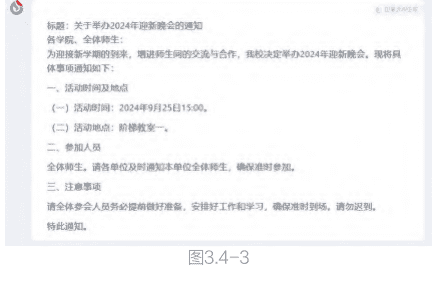 标题：关于举办2024年迎新晚会的通知
各学院、全体师生：
为迎接新学期的到来，增进师生间的交流与合作，我校决定举办2024年迎新晚会。现将具
体事项通知如下：
一、活动时间及地点
（一）活动时间：2024年9月25日15:00。
（二）活动地点：阶梯教室一。
二、参加人员
全体师生。请各单位及时通知本单位全体师生，确保准时参加。
三、注意事项
请全体参会人员务必提前做好准备，安排好工作和学习，确保准时到场。请勿迟到。
特此通知。
图3.4-3